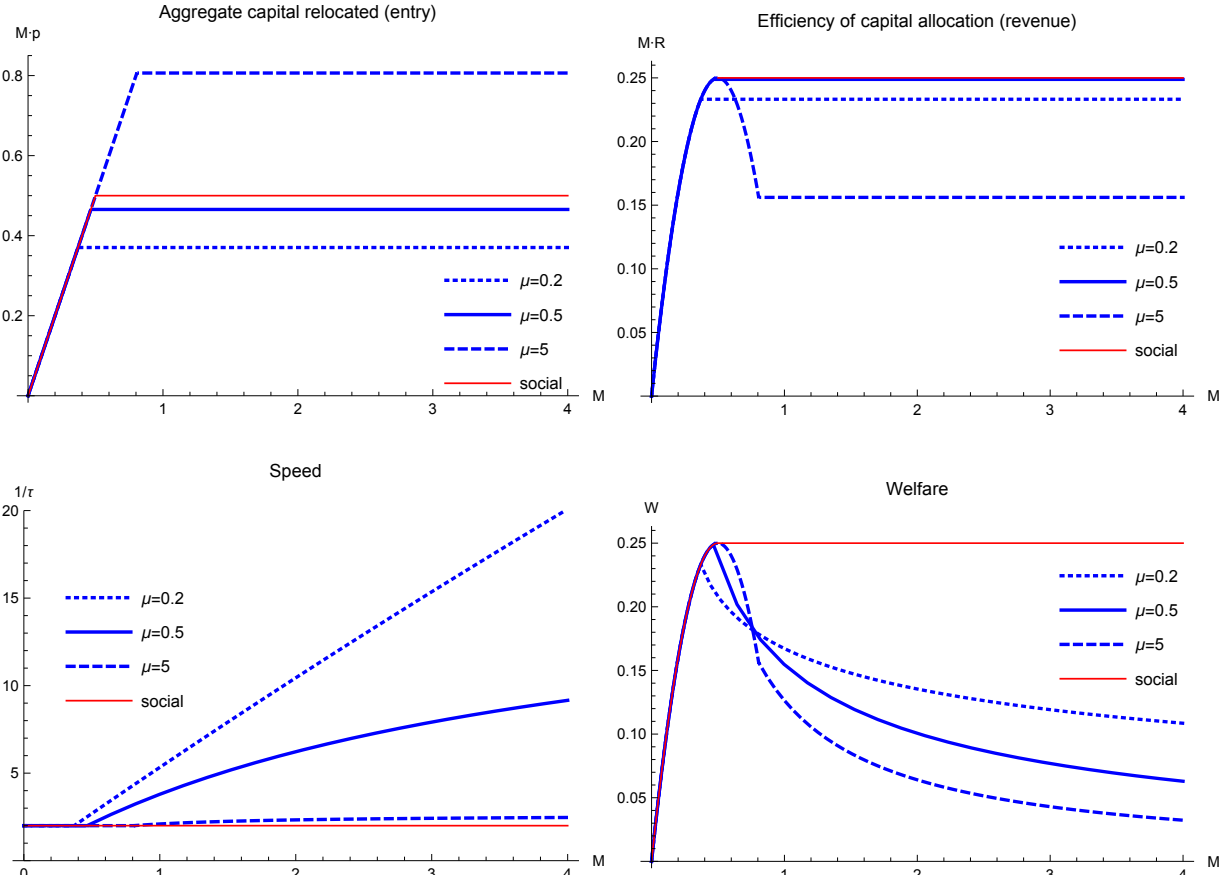 Aggregate capital relocated (entry)
M·p
0.8
0.6
0.4
0.2
μ=0.2
μ=0.5
μ=5
social
1
2
3
4
M
Efficiency of capital allocation (revenue)
M·R
0.25
0.20
0.15
0.10
0.05
μ=0.2
μ=0.5
μ=5
social
1
2
3
4
M
Speed
1/τ
20
15
10
5
μ=0.2
μ=0.5
μ=5
social
0
1
2
3
4
M
Welfare
W
0.25
0.20
0.15
0.10
0.05
μ=0.2
μ=0.5
μ=5
social
1
2
3
4
M